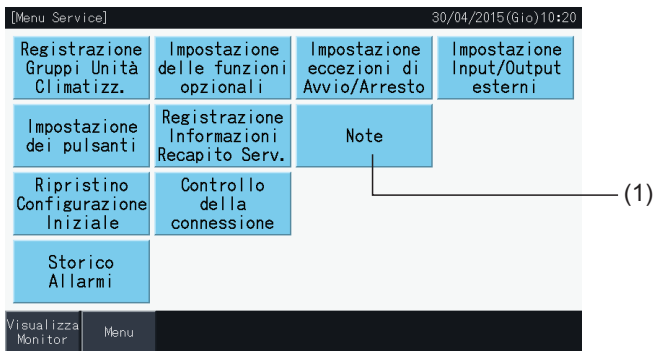 [Menu Service] 30/04/2015(Gio)10:20
Registrazione
Gruppi Unità
Climatizz.
Impostazione
delle funzioni
opzionali
Impostazione
eccezioni di
Avvio/Arresto
Impostazione
Input/Output
esterni
Impostazione
dei pulsanti
Registrazione
Informazioni
Recapito Serv.
Note
(1)
Ripristino
Configurazione
Iniziale
Controllo
della
connessione
Storico
Allarmi
Visualizza
Monitor
Menu